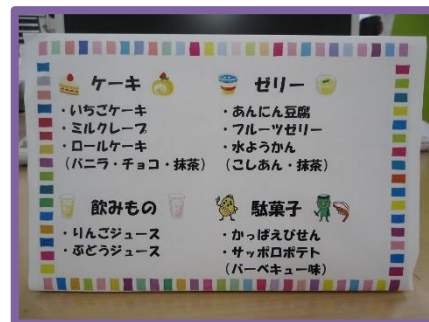 ケーキ
・いちごケーキ
・ミルクレープ
・ロールケーキ
(バニラ・チョコ・抹茶)
ゼリー
・あんにん豆腐
・フルーツゼリー
・水ようかん
(こしあん・抹茶)
飲みもの
・りんごジュース
・ぶどうジュース
駄菓子
・かっぱえびせん
・サッポロポテト
(バーベキュー味)